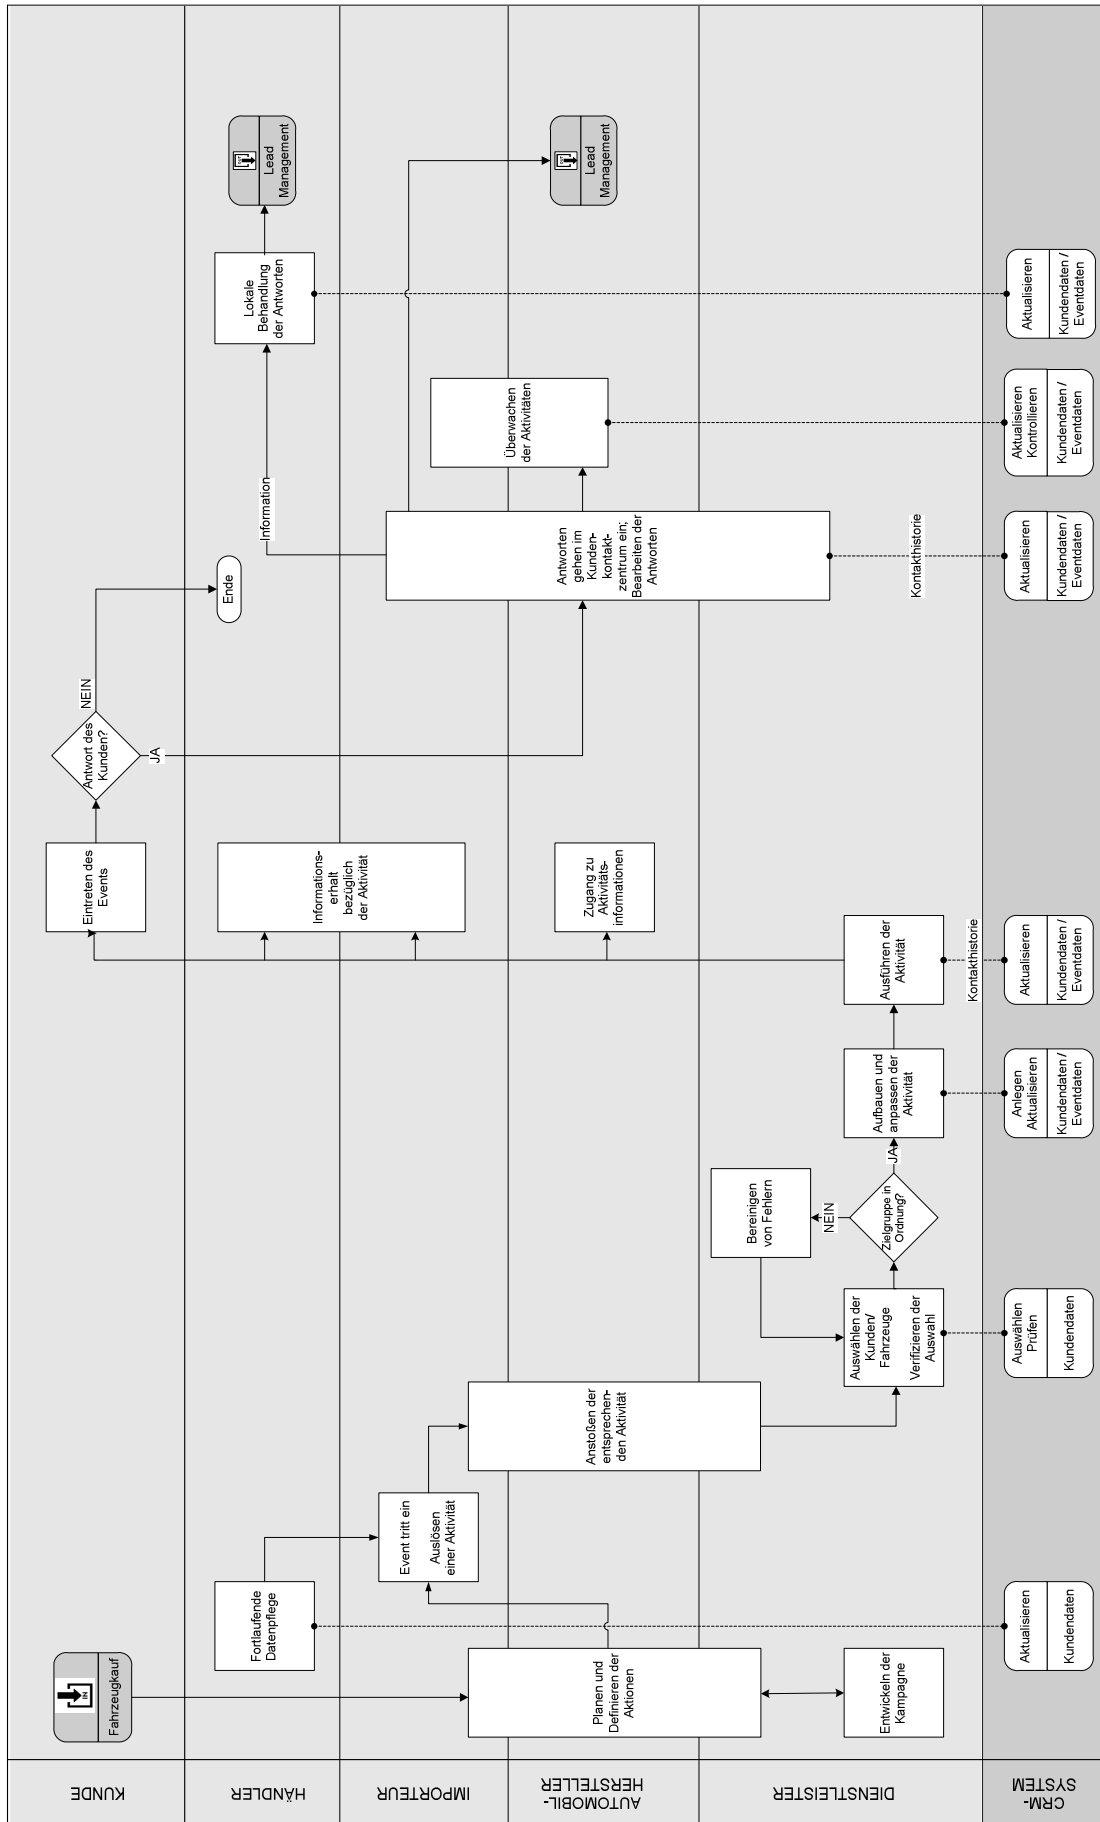 KUNDE
HÄNDLER
IMPORTEUR
AUTOMOBIL-
HERSTELLER
DIENSTLEISTER
CRM-
SYSTEM
IN
Fahrzeugkauf
Eintreten des
Events
Antwort des
Kunden?
NEIN
JA
Fortlaufende
Datenpflege
Informations-
erhalt
bezüglich
der Aktivität
Ende
Information
Lokale
Behandlung
der Antworten
Lead
Management
Event tritt ein
Auslösen
einer Aktivität
Planen und
Definieren der
Aktionen
Anstoßen der
entsprechen-
den Aktivität
Zugang zu
Aktivitäts-
informationen
Antworten
gehen im
Kunden-
kontakt-
zentrum ein;
Bearbeiten der
Antworten
Überwachen
der Aktivitäten
Lead
Management
Entwickeln der
Kampagne
Auswählen der
Kunden/
Fahrzeuge
Verifizieren der
Auswahl
Bereinigen
von Fehlern
NEIN
Zielgruppe in
Ordnung?
JA
Aufbauen und
anpassen der
Aktivität
Ausführen der
Aktivität
Kontakthistorie
Kontakthistorie
Aktualisieren
Kundendaten
Auswählen
Prüfen
Kundendaten
Anlegen
Aktualisieren
Kundendaten /
Eventdaten
Aktualisieren
Kundendaten /
Eventdaten
Aktualisieren
Kundendaten /
Eventdaten
Aktualisieren
Kontrollieren
Kundendaten /
Eventdaten
Aktualisieren
Kundendaten /
Eventdaten